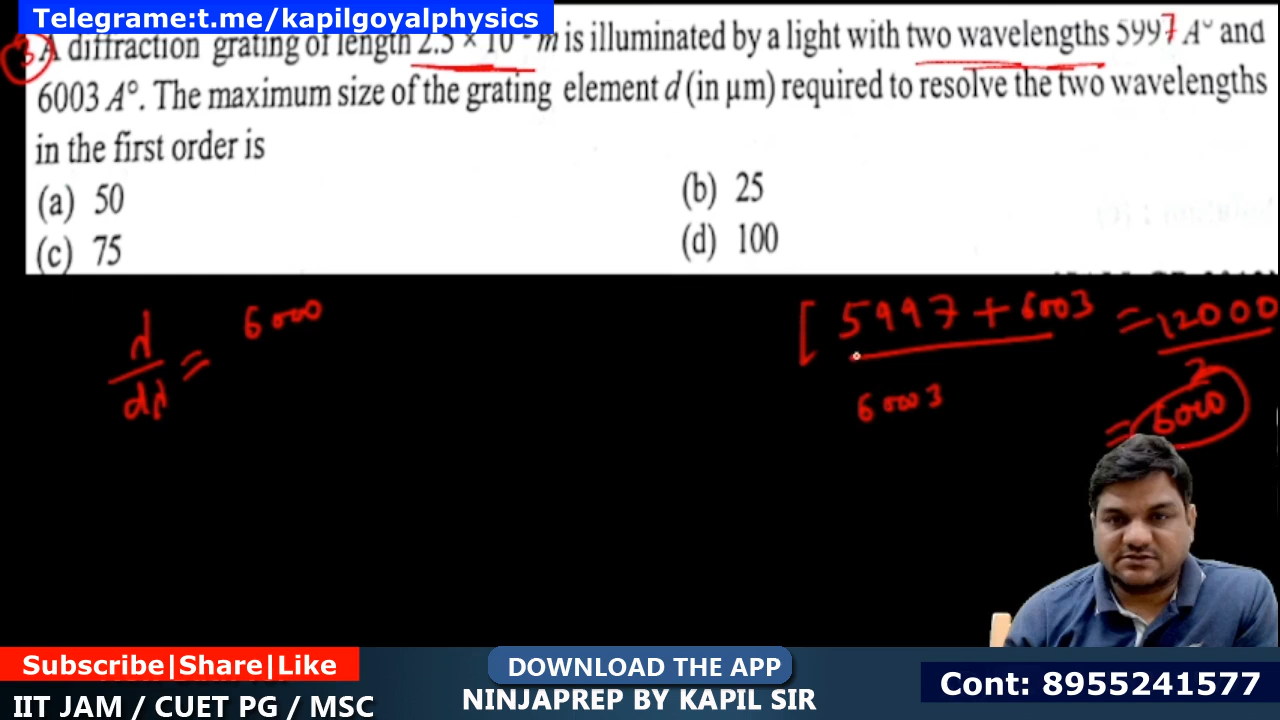 Telegrame:t.me/kapilgoyalphysics
3 A diffraction grating of length 2.5 × 10 m is illuminated by a light with two wavelengths 5997 A° and
6003 A°. The maximum size of the grating element d (in μm) required to resolve the two wavelengths
in the first order is
(a) 50
(b) 25
(c) 75
(d) 100
λ/dλ = 6000
[ 5997 + 6003 = 12000
2
6003
= 6000
Subscribe|Share|Like
DOWNLOAD THE APP
IIT JAM / CUET PG / MSC
NINJAPREP BY KAPIL SIR
Cont: 8955241577